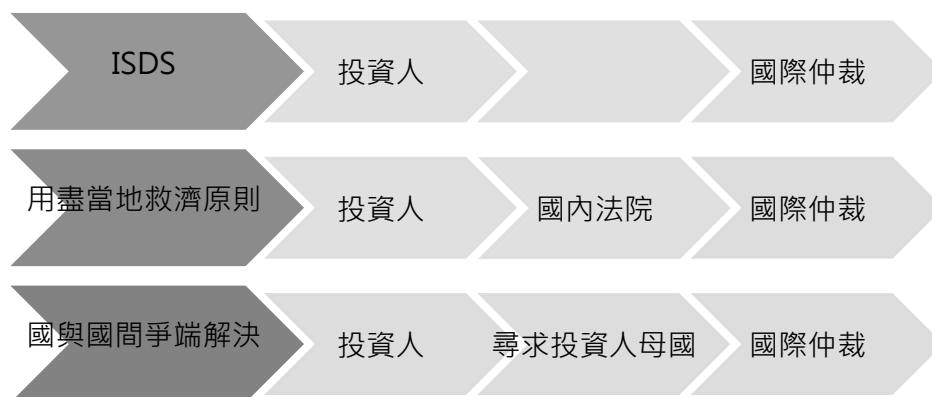 ISDS
投資人
國際仲裁
用盡當地救濟原則
投資人
國內法院
國際仲裁
國與國間爭端解決
投資人
尋求投資人母國
國際仲裁